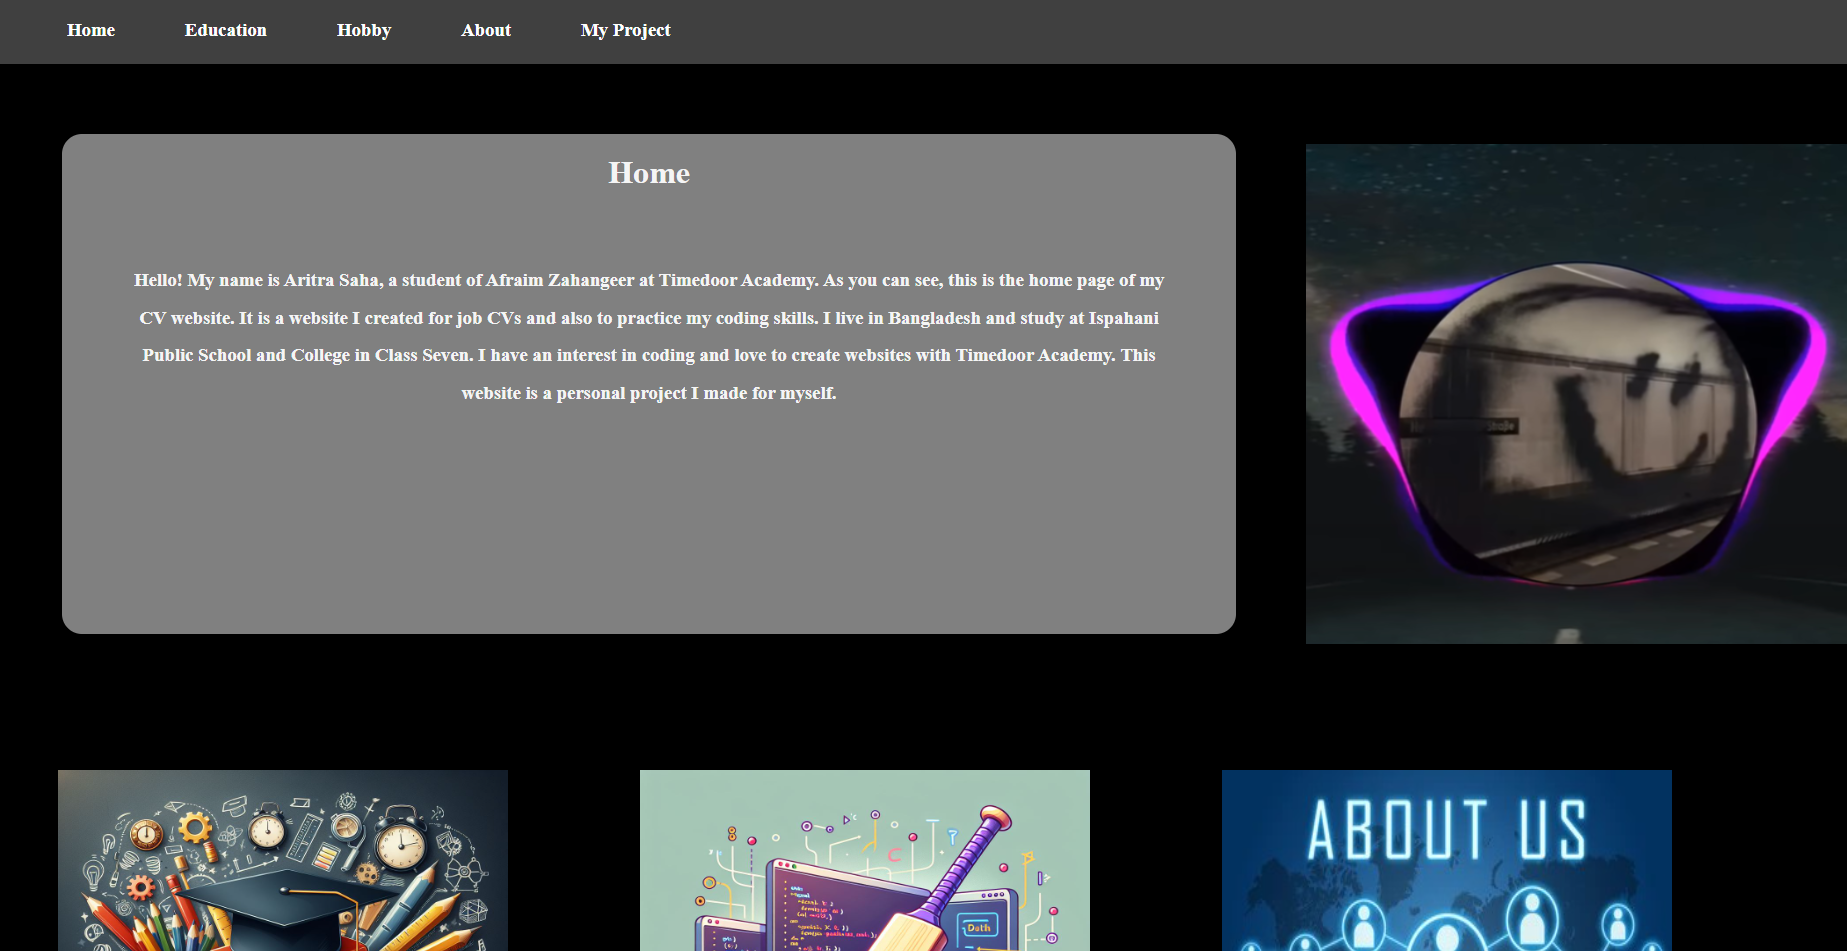 Home Education Hobby About My Project
Home
Hello! My name is Aritra Saha, a student of Afraim Zahangeer at Timedoor Academy. As you can see, this is the home page of my
CV website. It is a website I created for job CVs and also to practice my coding skills. I live in Bangladesh and study at Ispahani
Public School and College in Class Seven. I have an interest in coding and love to create websites with Timedoor Academy. This
website is a personal project I made for myself.
ABOUT US